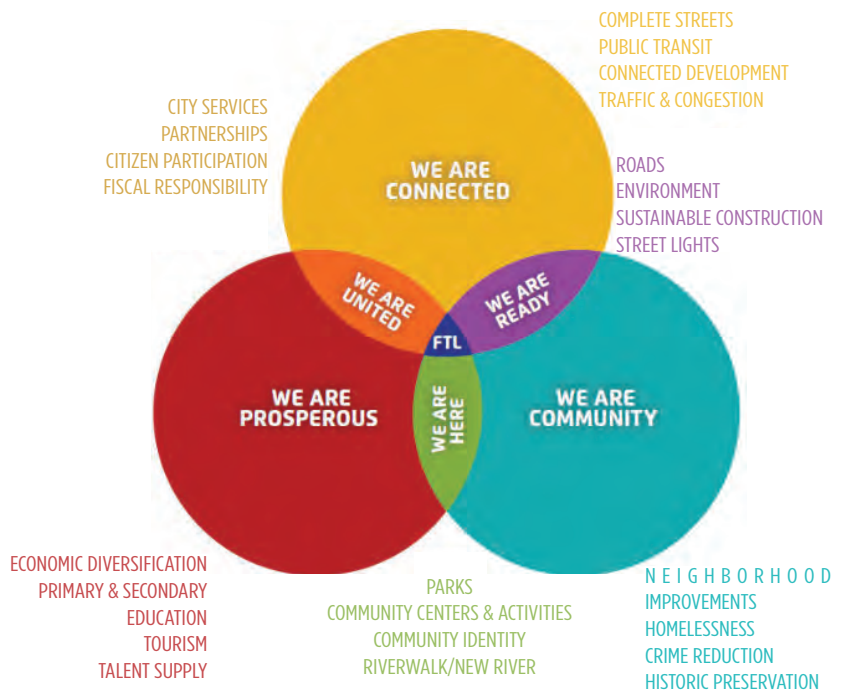 COMPLETE STREETS
PUBLIC TRANSIT
CONNECTED DEVELOPMENT
TRAFFIC & CONGESTION
CITY SERVICES
PARTNERSHIPS
CITIZEN PARTICIPATION
FISCAL RESPONSIBILITY
WE ARE
CONNECTED
ROADS
ENVIRONMENT
SUSTAINABLE CONSTRUCTION
STREET LIGHTS
WE ARE
UNITED
WE ARE
READY
FTL
WE ARE
PROSPEROUS
WE ARE
HERE
WE ARE
COMMUNITY
ECONOMIC DIVERSIFICATION
PRIMARY & SECONDARY
EDUCATION
TOURISM
TALENT SUPPLY
PARKS
COMMUNITY CENTERS & ACTIVITIES
COMMUNITY IDENTITY
RIVERWALK/NEW RIVER
NEIGHBORHOOD
IMPROVEMENTS
HOMELESSNESS
CRIME REDUCTION
HISTORIC PRESERVATION